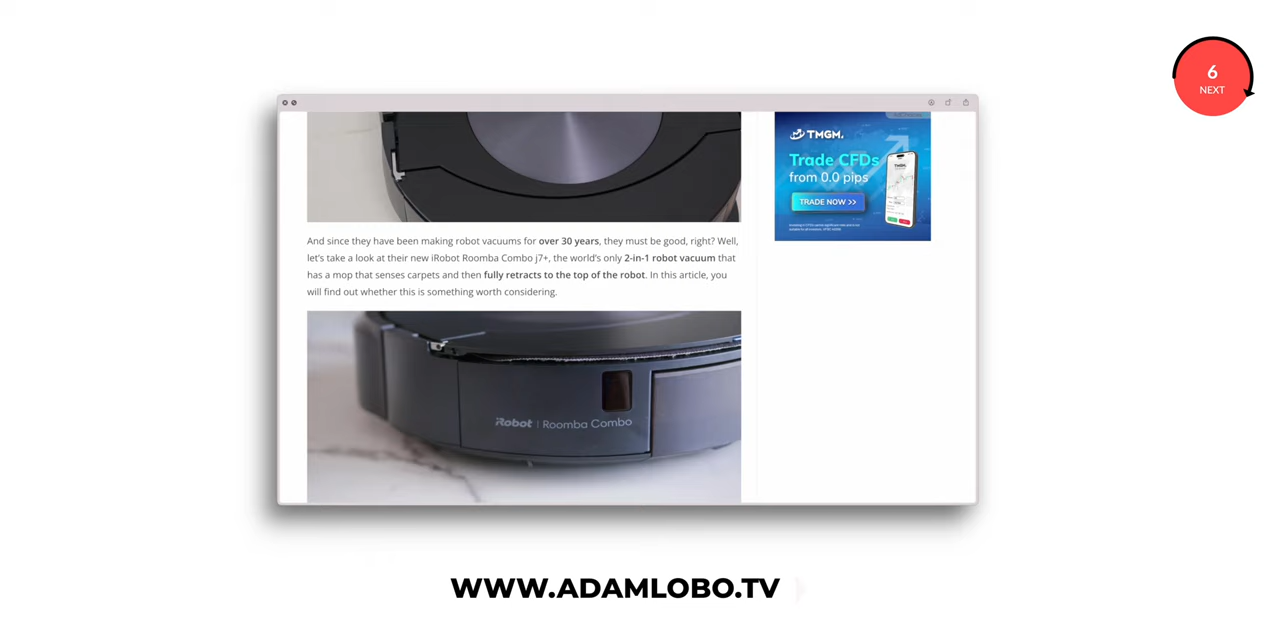 6
NEXT
TMGM.
Trade CFDs
from 0.0 pips
TRADE NOW >>
And since they have been making robot vacuums for over 30 years, they must be good, right? Well,
let's take a look at their new iRobot Roomba Combo j7+, the world's only 2-in-1 robot vacuum that
has a mop that senses carpets and then fully retracts to the top of the robot. In this article, you
will find out whether this is something worth considering.
iRobot | Roomba Combo
WWW.ADAMLOBO.TV